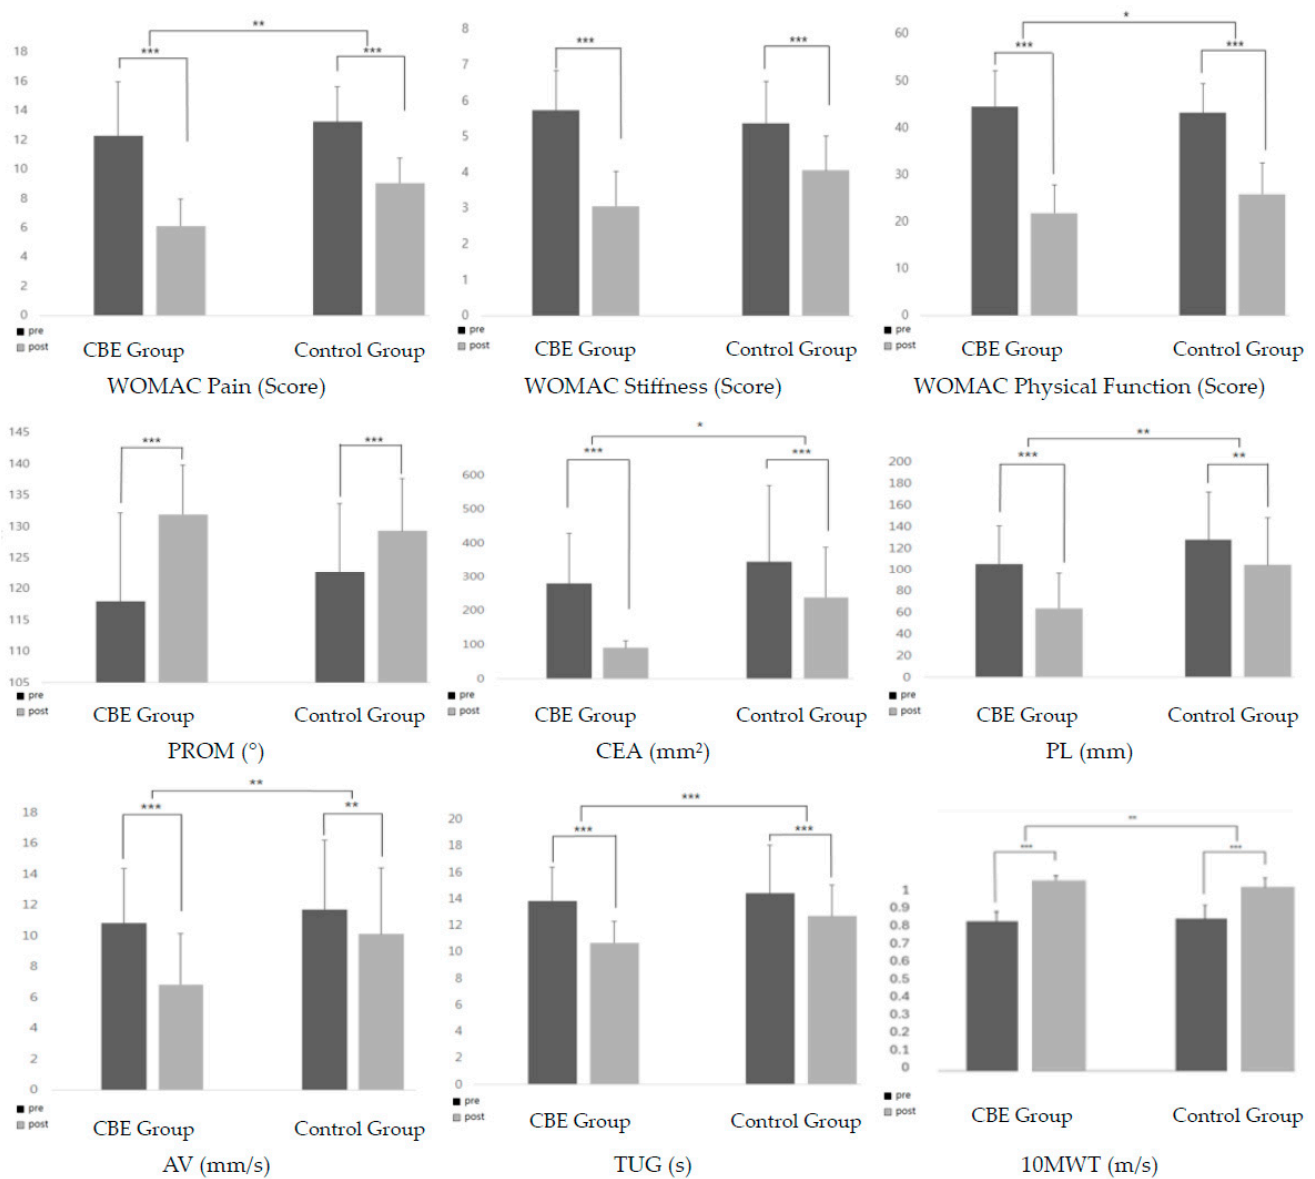 **
***
***
18
16
14
12
10
8
6
4
2
0
pre
post
CBE Group
Control Group
WOMAC Pain (Score)
***
***
8
7
6
5
4
3
2
1
0
pre
post
CBE Group
Control Group
WOMAC Stiffness (Score)
*
***
***
60
50
40
30
20
10
0
pre
post
CBE Group
Control Group
WOMAC Physical Function (Score)
***
***
145
140
135
130
125
120
115
110
105
pre
post
CBE Group
Control Group
PROM (°)
*
***
***
600
500
400
300
200
100
0
pre
post
CBE Group
Control Group
CEA (mm²)
**
***
**
200
180
160
140
120
100
80
60
40
20
0
pre
post
CBE Group
Control Group
PL (mm)
**
***
**
18
16
14
12
10
8
6
4
2
0
pre
post
CBE Group
Control Group
AV (mm/s)
***
***
***
20
18
16
14
12
10
8
6
4
2
0
pre
post
CBE Group
Control Group
TUG (s)
**
***
***
1
0.9
0.8
0.7
0.6
0.5
0.4
0.3
0.2
0.1
0
pre
post
CBE Group
Control Group
10MWT (m/s)